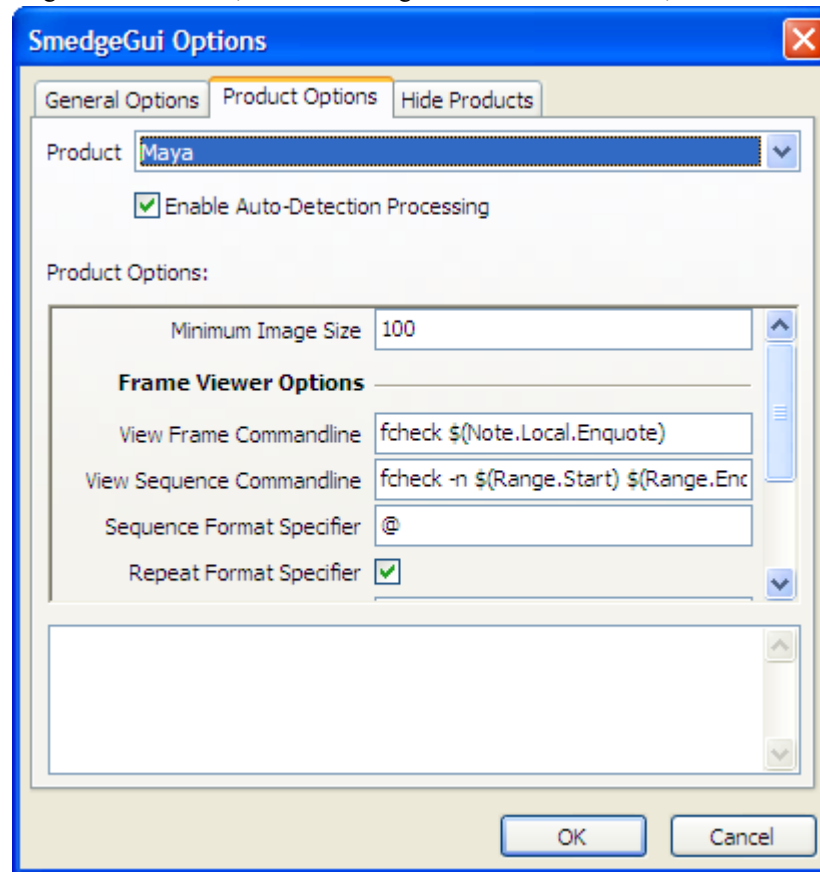 SmedgeGui Options
General Options Product Options Hide Products
Product Maya
Enable Auto-Detection Processing
Product Options:
Minimum Image Size 100
Frame Viewer Options
View Frame Commandline fcheck $(Note.Local.Enquote)
View Sequence Commandline fcheck -n $(Range.Start) $(Range.Enc
Sequence Format Specifier @
Repeat Format Specifier
OK Cancel